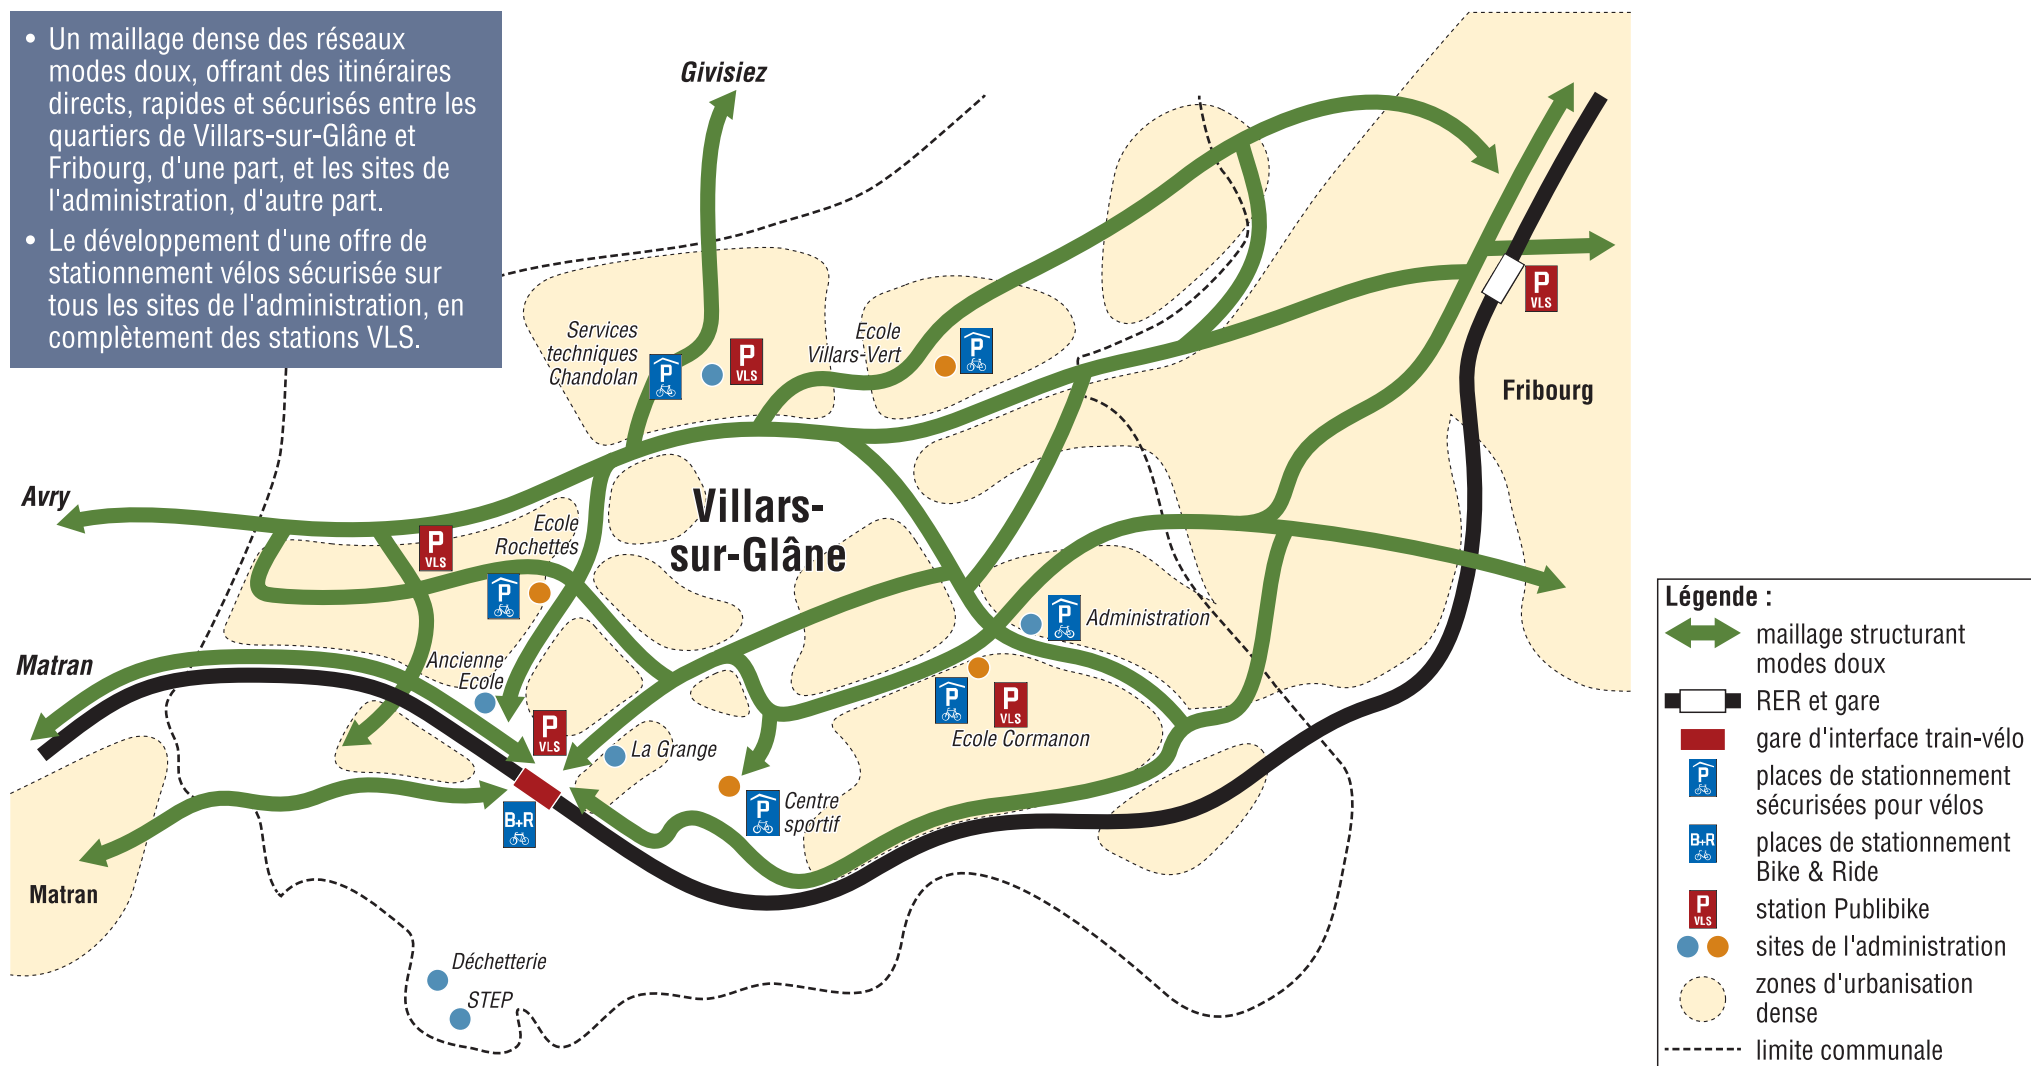 • Un maillage dense des réseaux
modes doux, offrant des itinéraires
directs, rapides et sécurisés entre les
quartiers de Villars-sur-Glâne et
Fribourg, d'une part, et les sites de
l'administration, d'autre part.
• Le développement d'une offre de
stationnement vélos sécurisée sur
tous les sites de l'administration, en
complètement des stations VLS.
Givisiez
Services
techniques
Chandolan
P
P
VLS
Ecole
Villars-Vert
P
P
VLS
Fribourg
Avry
P
VLS
Ecole
Rochettes
P
Villars-
sur-Glâne
P
Administration
Matran
Ancienne
Ecole
P
VLS
La Grange
P
P
VLS
Ecole Cormanon
B+R
P
Centre
sportif
Matran
Déchetterie
STEP
Légende :
maillage structurant
modes doux
RER et gare
gare d'interface train-vélo
P
places de stationnement
sécurisées pour vélos
B+R
places de stationnement
Bike & Ride
P
VLS
station Publibike
sites de l'administration
zones d'urbanisation
dense
limite communale